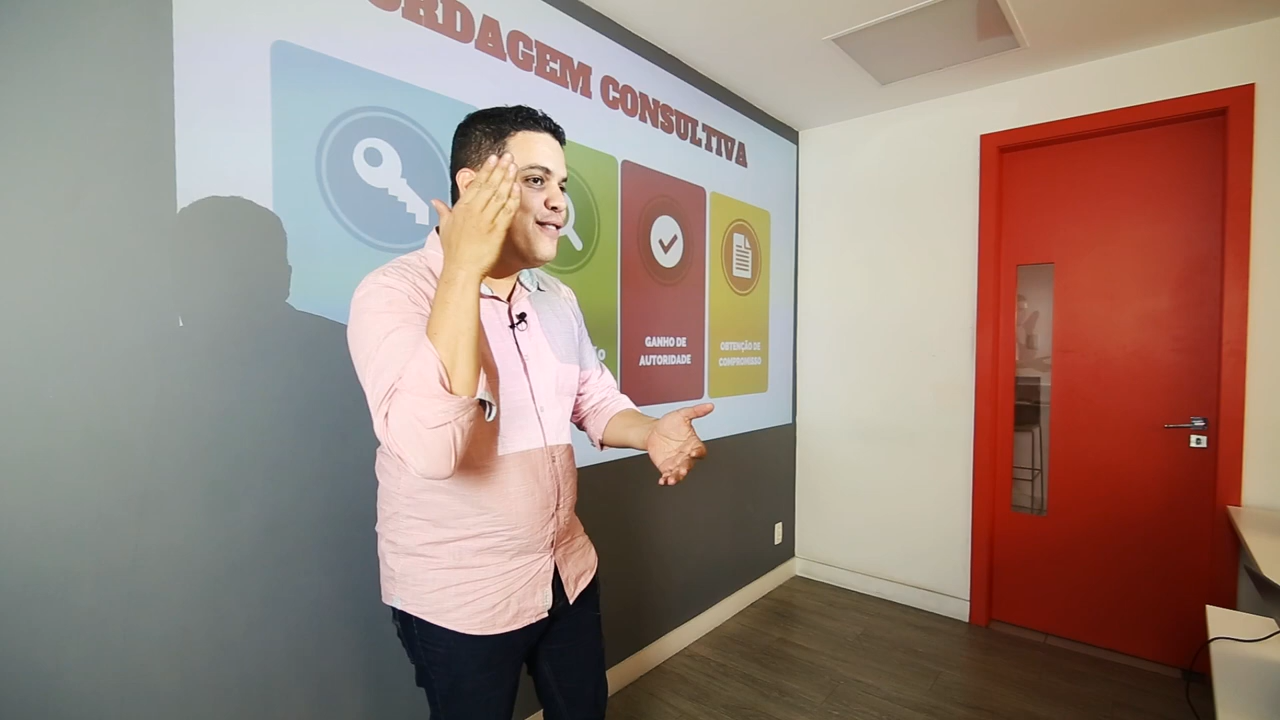 ORDAGEM CONSULTIVA
GANHO DE
AUTORIDADE
OBTENÇÃO DE
COMPROMISSO